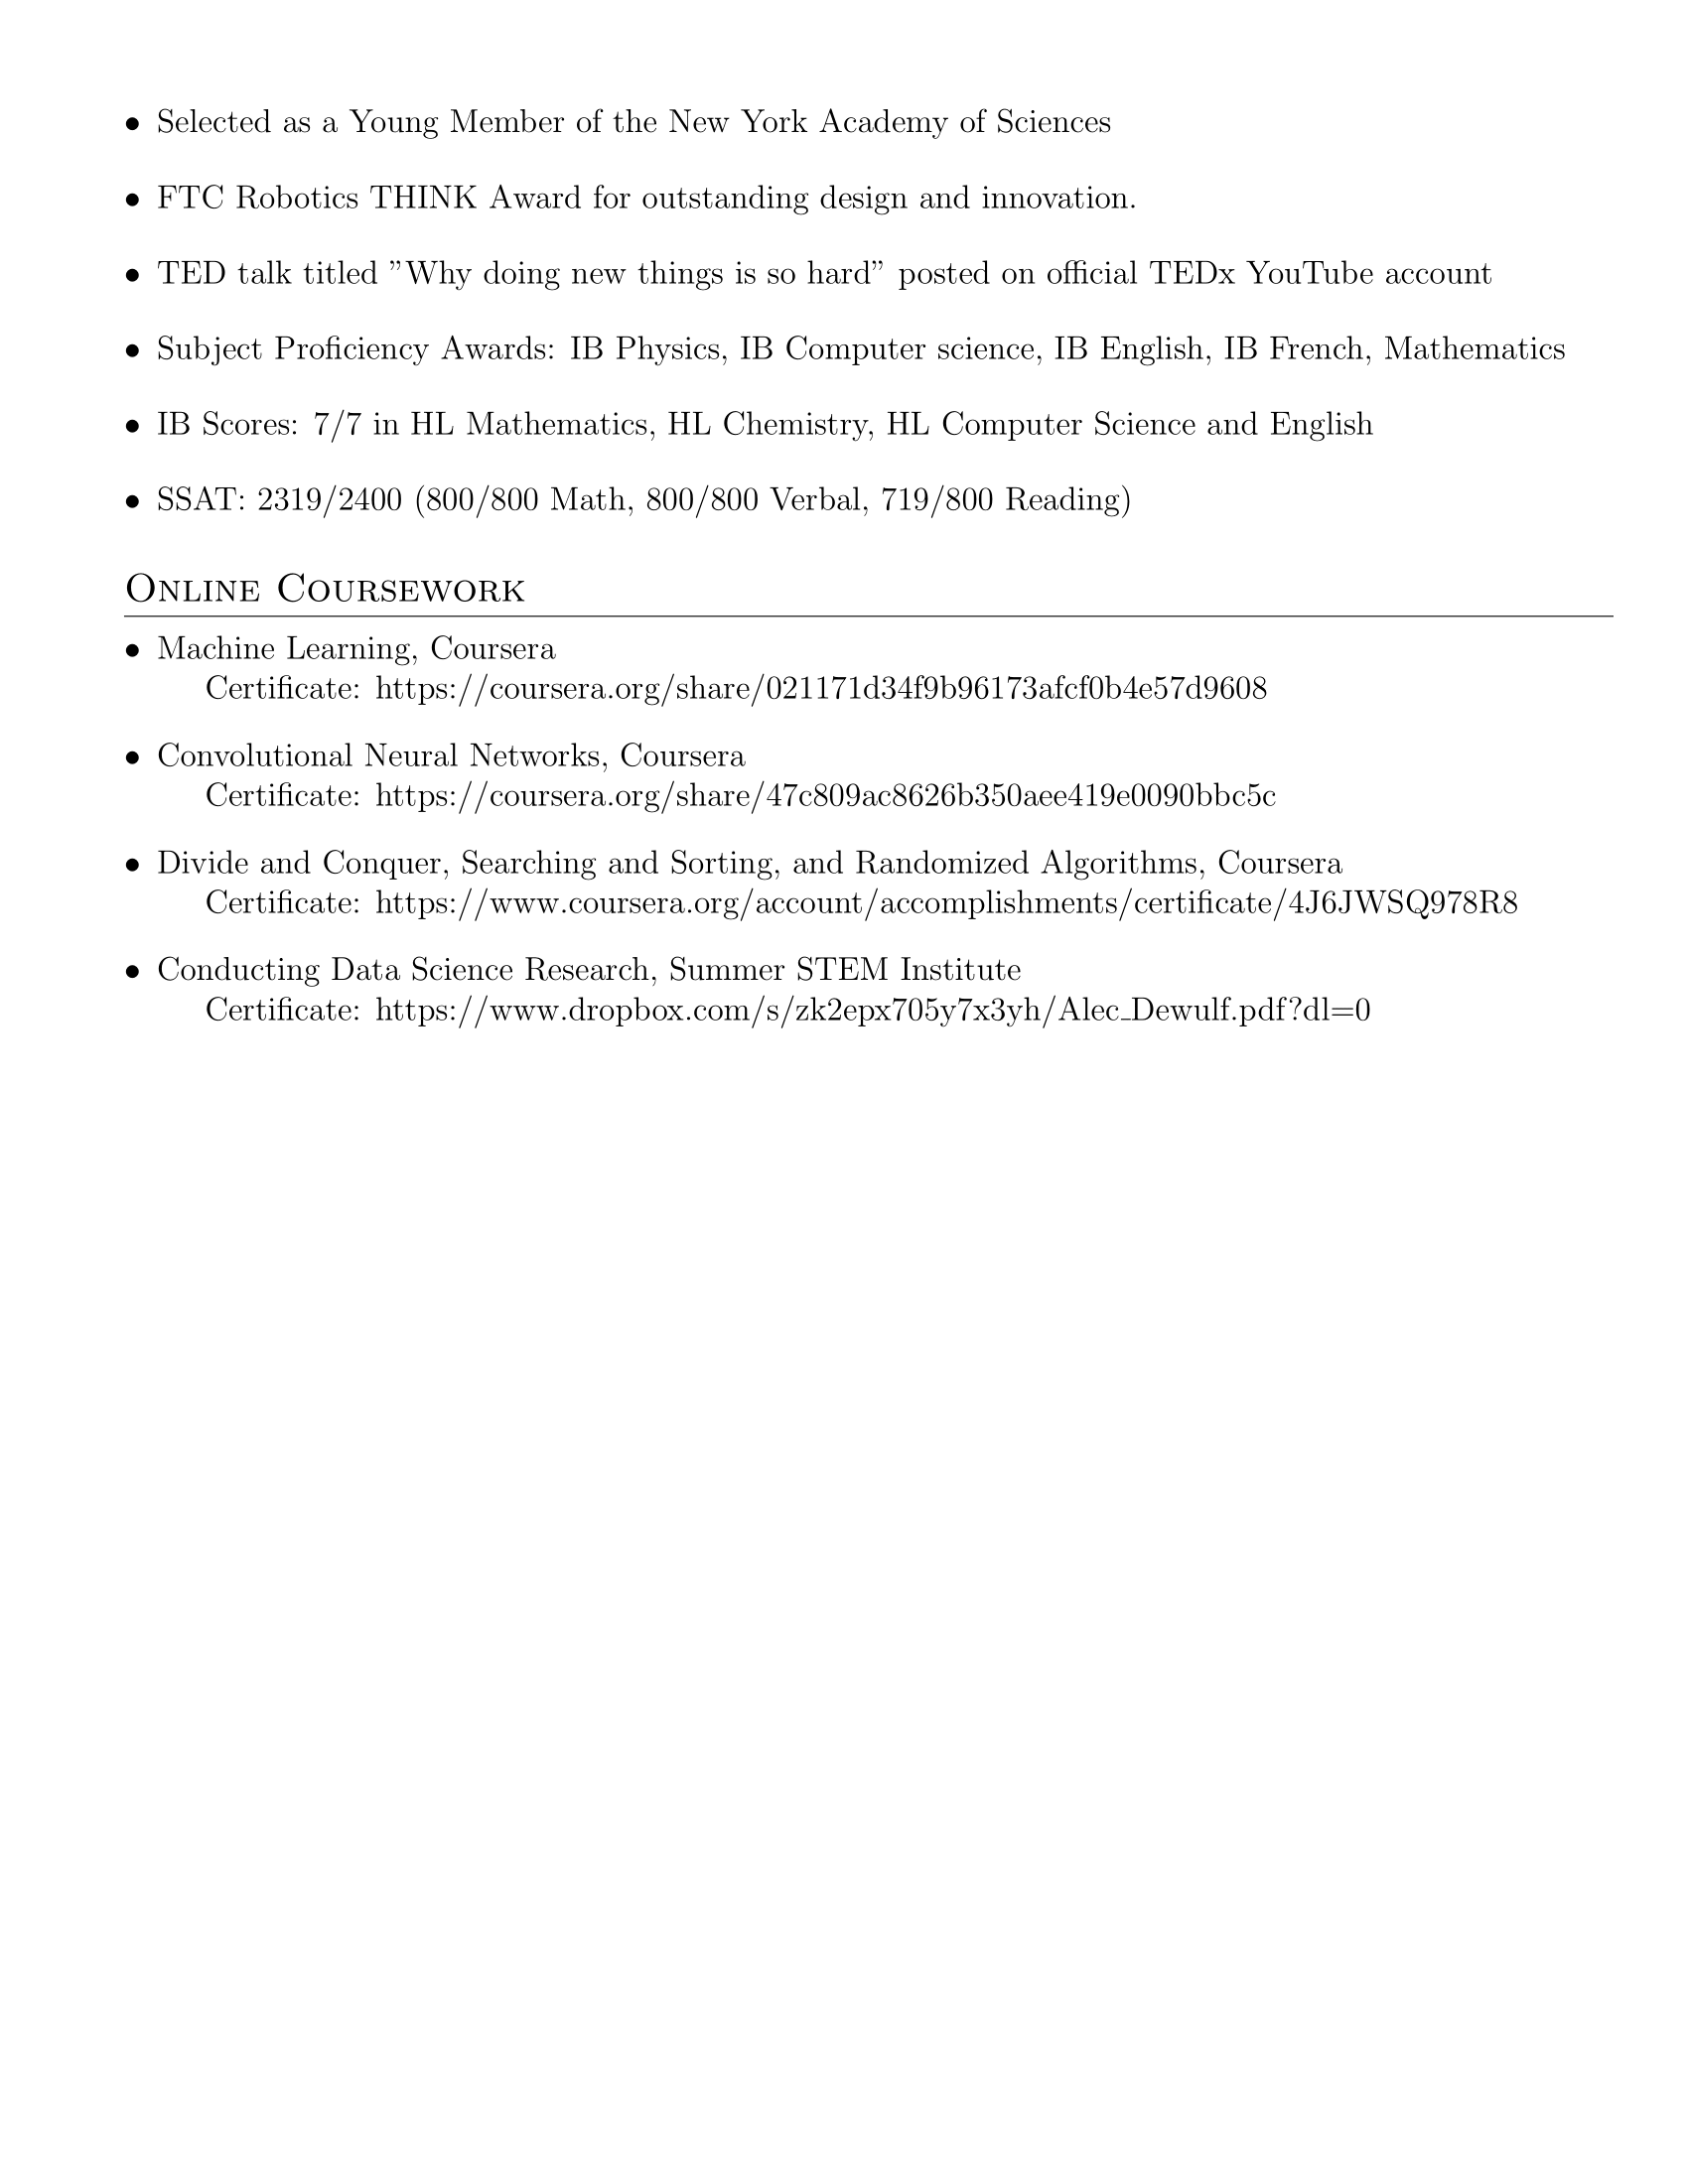 • Selected as a Young Member of the New York Academy of Sciences
• FTC Robotics THINK Award for outstanding design and innovation.
• TED talk titled ”Why doing new things is so hard” posted on official TEDx YouTube account
• Subject Proficiency Awards: IB Physics, IB Computer science, IB English, IB French, Mathematics
• IB Scores: 7/7 in HL Mathematics, HL Chemistry, HL Computer Science and English
• SSAT: 2319/2400 (800/800 Math, 800/800 Verbal, 719/800 Reading)
Online Coursework
• Machine Learning, Coursera
Certificate: https://coursera.org/share/021171d34f9b96173afcf0b4e57d9608
• Convolutional Neural Networks, Coursera
Certificate: https://coursera.org/share/47c809ac8626b350aee419e0090bbc5c
• Divide and Conquer, Searching and Sorting, and Randomized Algorithms, Coursera
Certificate: https://www.coursera.org/account/accomplishments/certificate/4J6JWSQ978R8
• Conducting Data Science Research, Summer STEM Institute
Certificate: https://www.dropbox.com/s/zk2epx705y7x3yh/Alec_Dewulf.pdf?dl=0